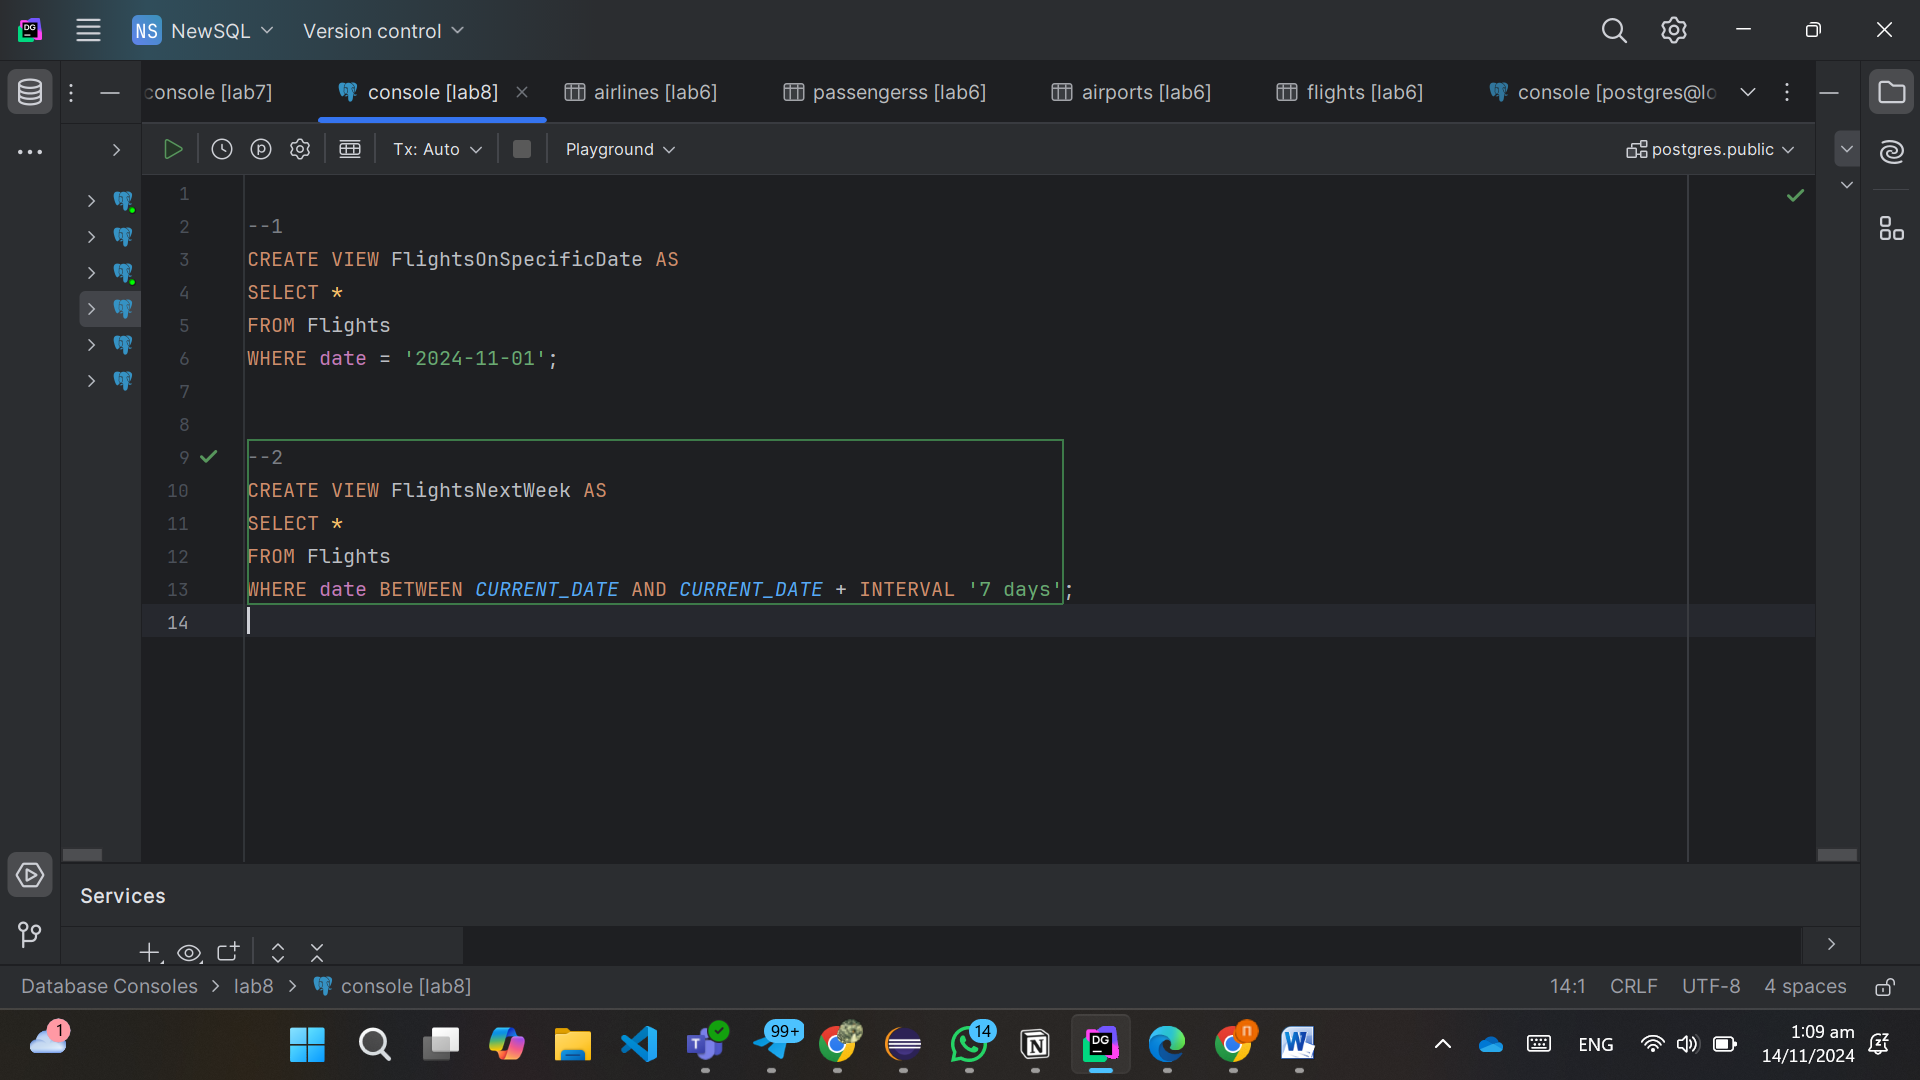 NS NewSQL Version control
console [lab7] console [lab8] airlines [lab6] passengerss [lab6] airports [lab6] flights [lab6] console [postgres@lo
Tx: Auto Playground postgres.public
1
2 --1
3 CREATE VIEW FlightsOnSpecificDate AS
4 SELECT *
5 FROM Flights
6 WHERE date = '2024-11-01';
7
8
9 --2
10 CREATE VIEW FlightsNextWeek AS
11 SELECT *
12 FROM Flights
13 WHERE date BETWEEN CURRENT_DATE AND CURRENT_DATE + INTERVAL '7 days';
14
Services
Database Consoles > lab8 > console [lab8] 14:1 CRLF UTF-8 4 spaces
1 99+ 14 n DG ENG 1:09 am
14/11/2024